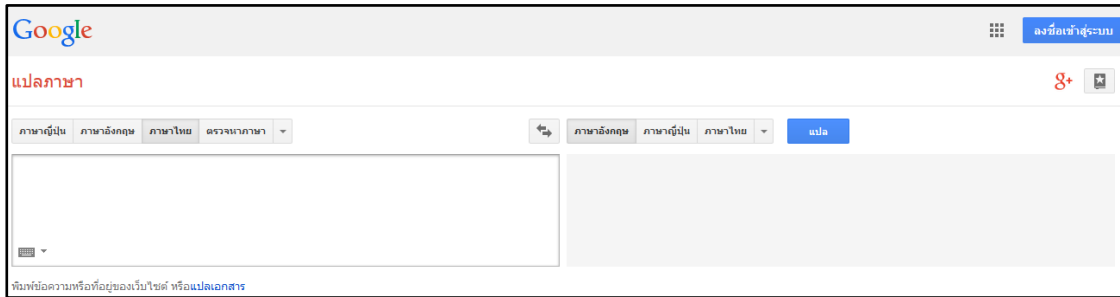 Google ลงชื่อเข้าสู่ระบบ
แปลภาษา g+
ภาษาญี่ปุ่น ภาษาอังกฤษ ภาษาไทย ตรวจหาภาษา ภาษาอังกฤษ ภาษาญี่ปุ่น ภาษาไทย แปล
พิมพ์ข้อความหรือที่อยู่ของเว็บไซต์ หรือแปลเอกสาร